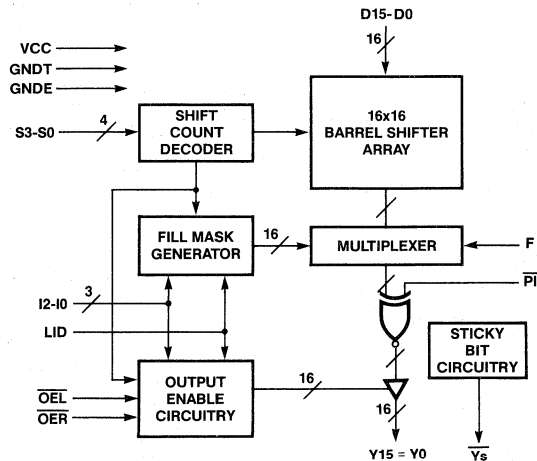 D15-D0
16
VCC
GNDT
GNDE
S3-S0
4
SHIFT
COUNT
DECODER
16x16
BARREL SHIFTER
ARRAY
FILL MASK
GENERATOR
16
MULTIPLEXER
F
PI
I2-I0
3
LID
STICKY
BIT
CIRCUITRY
OEL
OER
OUTPUT
ENABLE
CIRCUITRY
16
16
Y15 = Y0
Ys